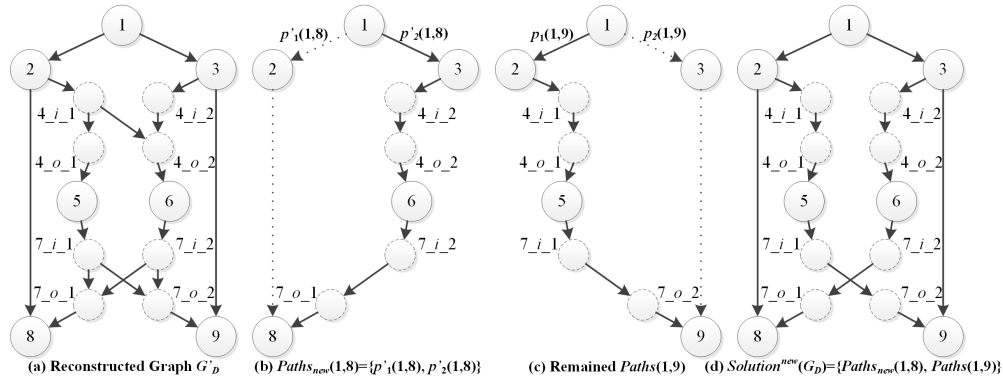 1
2
3
4_i_1
4_i_2
4_o_1
4_o_2
5
6
7_i_1
7_i_2
7_o_1
7_o_2
8
9
(a) Reconstructed Graph G'D
p'1(1,8)
1
p'2(1,8)
2
3
4_i_2
4_o_2
6
7_i_2
7_o_1
8
(b) Pathsnew(1,8)={p'1(1,8), p'2(1,8)}
p1(1,9)
1
p2(1,9)
2
3
4_i_1
4_o_1
5
7_i_1
7_o_2
9
(c) Remained Paths(1,9)
1
2
3
4_i_1
4_i_2
4_o_1
4_o_2
5
6
7_i_1
7_i_2
7_o_1
7_o_2
8
9
(d) Solutionnew(GD)={Pathsnew(1,8), Paths(1,9)}